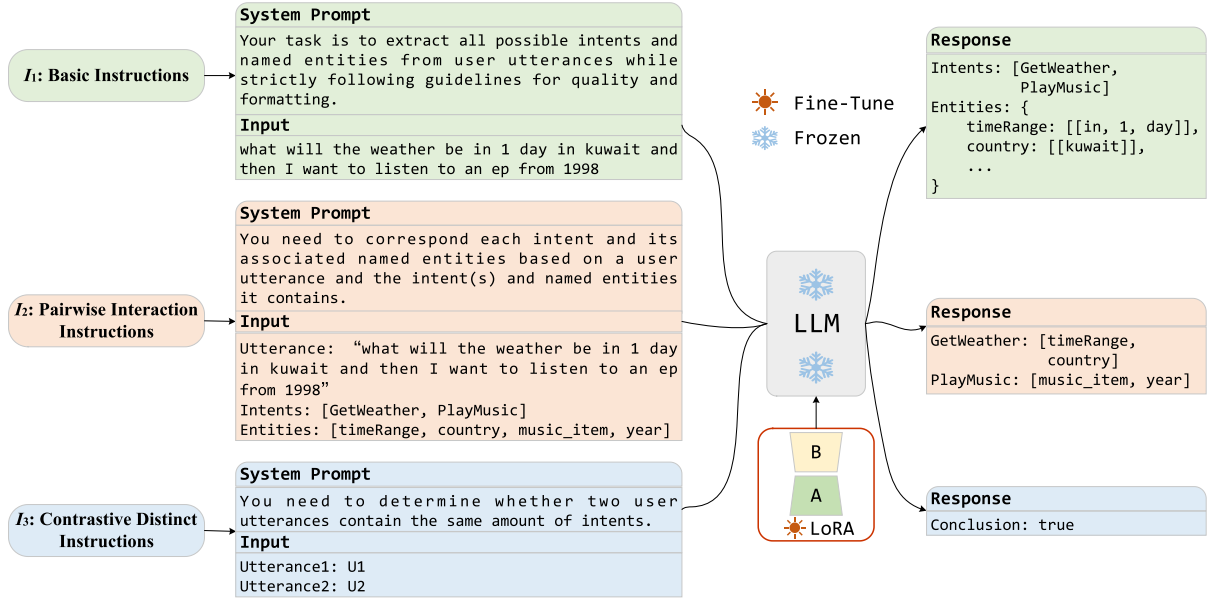 I1: Basic Instructions
System Prompt
Your task is to extract all possible intents and
named entities from user utterances while
strictly following guidelines for quality and
formatting.
Input
what will the weather be in 1 day in kuwait and
then I want to listen to an ep from 1998
I2: Pairwise Interaction
Instructions
System Prompt
You need to correspond each intent and its
associated named entities based on a user
utterance and the intent(s) and named entities
it contains.
Input
Utterance: “what will the weather be in 1 day
in kuwait and then I want to listen to an ep
from 1998”
Intents: [GetWeather, PlayMusic]
Entities: [timeRange, country, music_item, year]
I3: Contrastive Distinct
Instructions
System Prompt
You need to determine whether two user
utterances contain the same amount of intents.
Input
Utterance1: U1
Utterance2: U2
Fine-Tune
Frozen
LLM
B
A
LoRA
Response
Intents: [GetWeather,
PlayMusic]
Entities: {
timeRange: [[in, 1, day]],
country: [[kuwait]],
...
}
Response
GetWeather: [timeRange,
country]
PlayMusic: [music_item, year]
Response
Conclusion: true